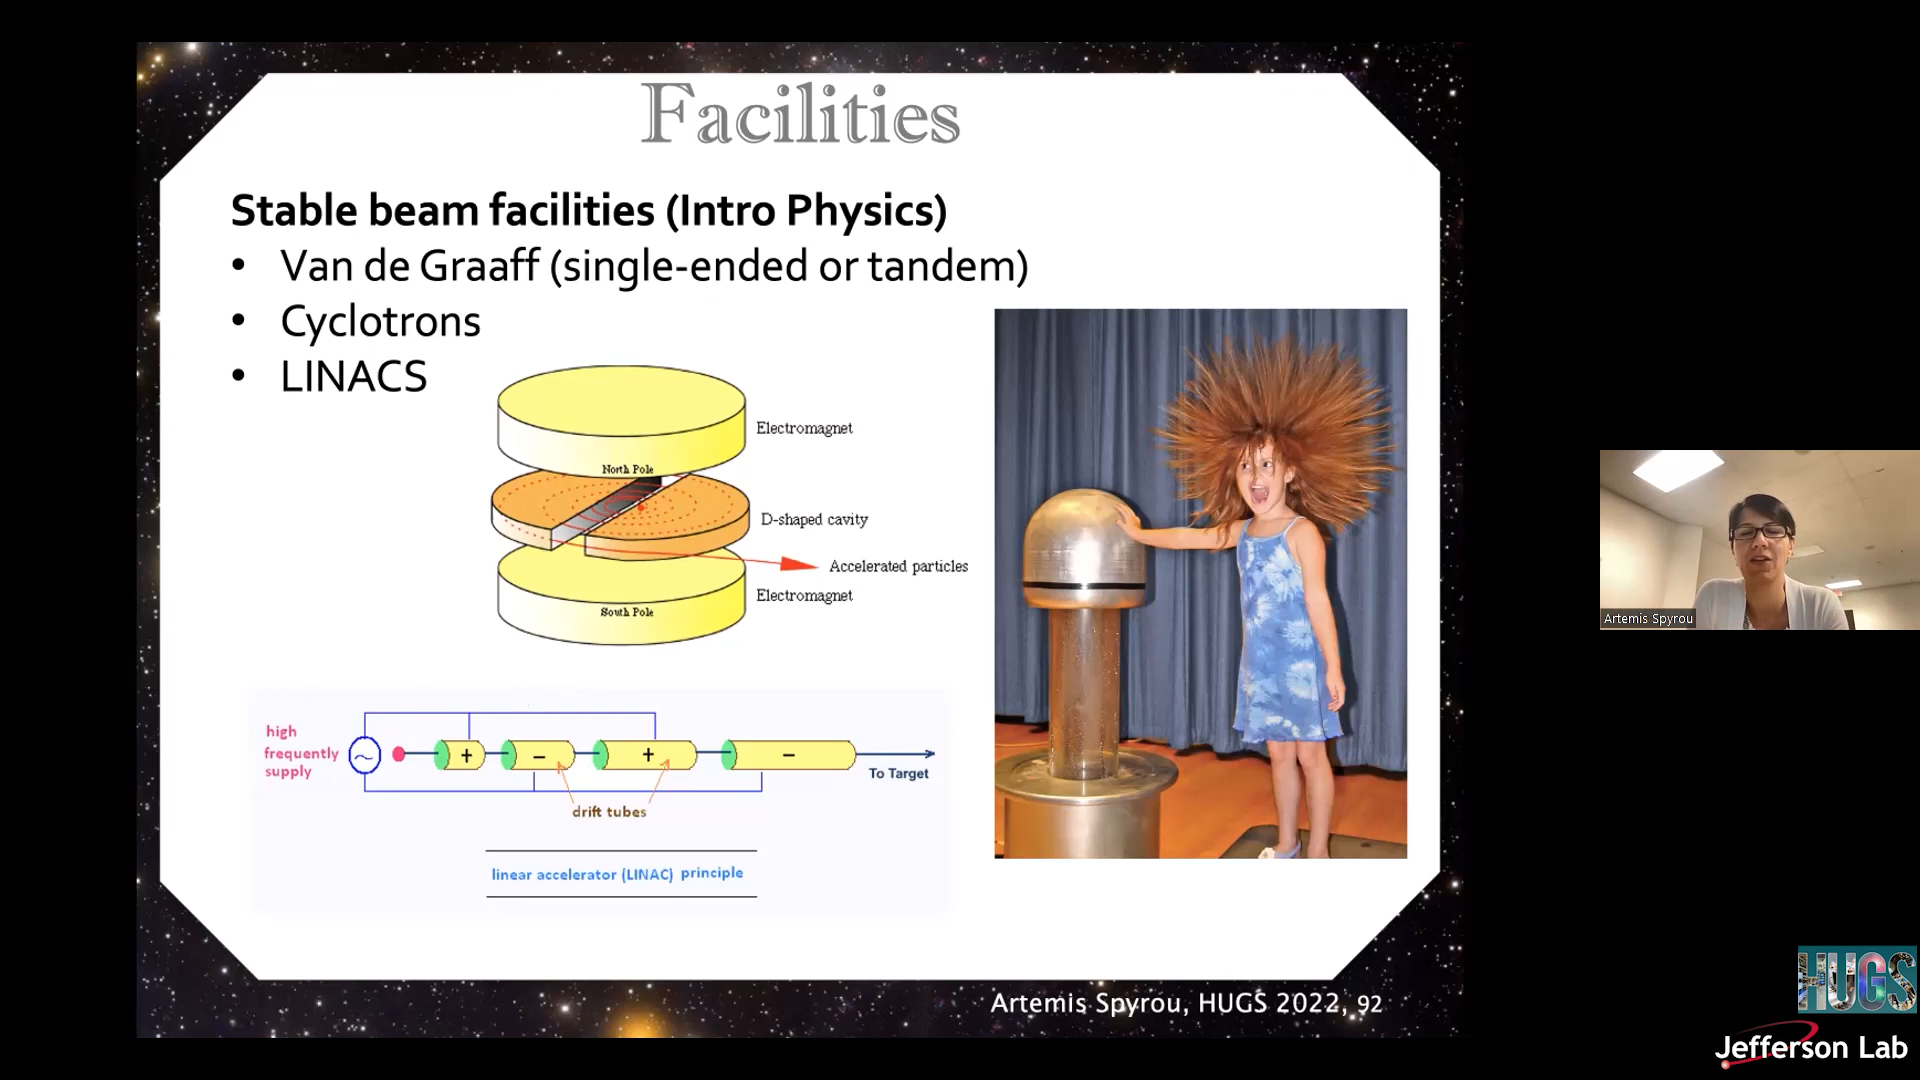 Facilities
Stable beam facilities (Intro Physics)
• Van de Graaff (single-ended or tandem)
• Cyclotrons
• LINACS
Electromagnet
North Pole
D-shaped cavity
Accelerated particles
Electromagnet
South Pole
high
frequently
supply
+
−
+
−
To Target
drift tubes
linear accelerator (LINAC) principle
Artemis Spyrou, HUGS 2022, 92
Artemis Spyrou
HUGS
Jefferson Lab